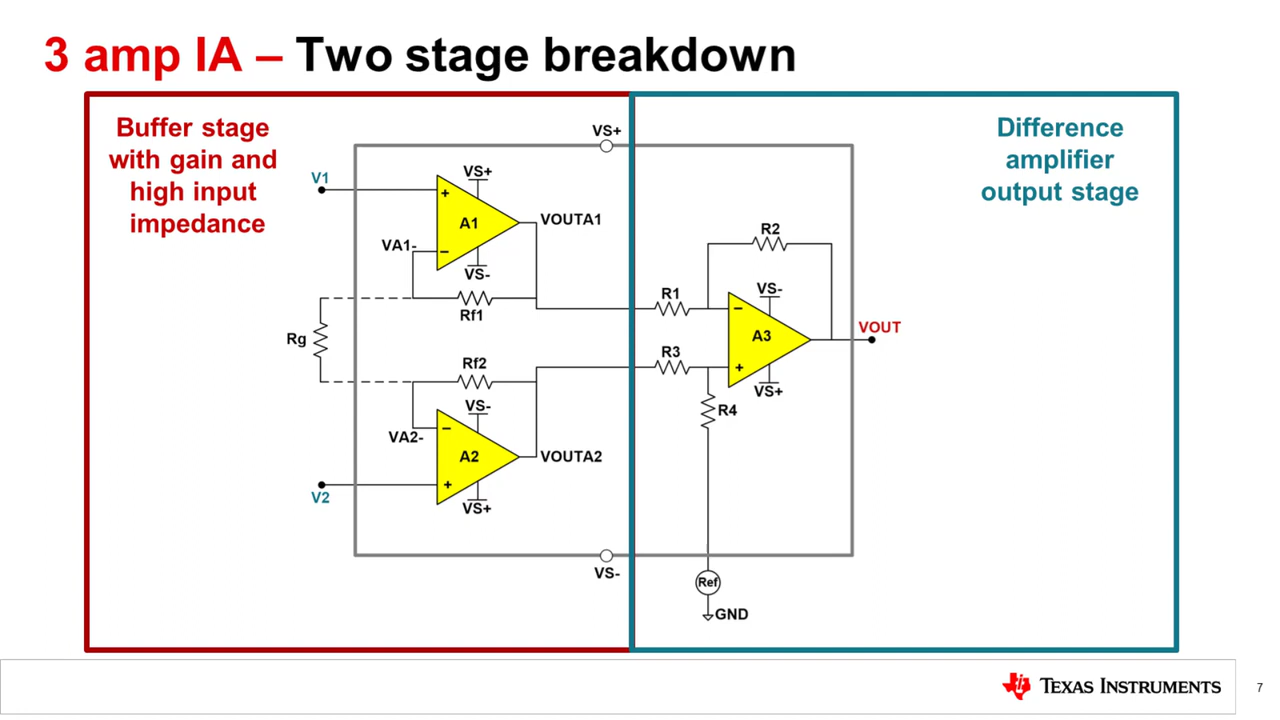 3 amp IA – Two stage breakdown
Buffer stage
with gain and
high input
impedance
Difference
amplifier
output stage
VS+
V1
VS+
+
A1
VOUTA1
VA1-
−
VS-
Rf1
Rg
Rf2
VS-
−
VA2-
A2
VOUTA2
+
V2
VS+
VS-
R2
R1
VS-
−
A3
VOUT
R3
+
VS+
R4
Ref
GND
Texas Instruments
7